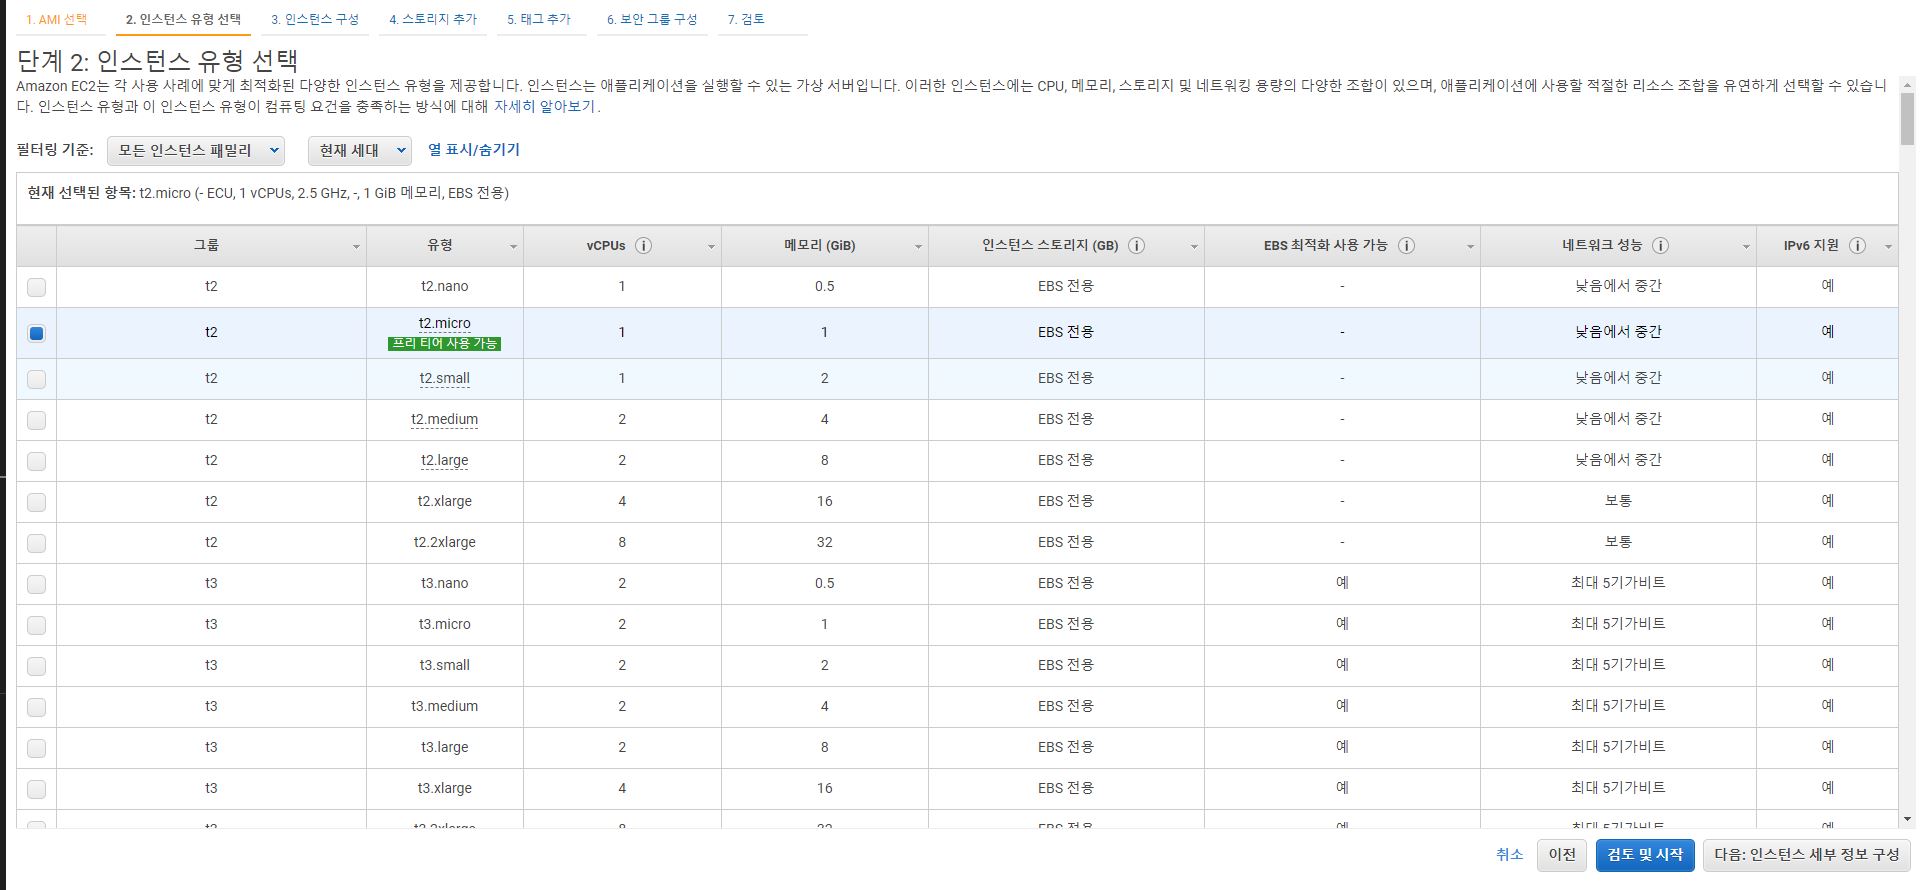 1. AMI 선택 2. 인스턴스 유형 선택 3. 인스턴스 구성 4. 스토리지 추가 5. 태그 추가 6. 보안 그룹 구성 7. 검토
단계 2: 인스턴스 유형 선택
Amazon EC2는 각 사용 사례에 맞게 최적화된 다양한 인스턴스 유형을 제공합니다. 인스턴스는 애플리케이션을 실행할 수 있는 가상 서버입니다. 이러한 인스턴스에는 CPU, 메모리, 스토리지 및 네트워킹 용량의 다양한 조합이 있으며, 애플리케이션에 사용할 적절한 리소스 조합을 유연하게 선택할 수 있습니
다. 인스턴스 유형과 이 인스턴스 유형이 컴퓨팅 요건을 충족하는 방식에 대해 자세히 알아보기.
필터링 기준: 모든 인스턴스 패밀리 현재 세대 열 표시/숨기기
현재 선택된 항목: t2.micro (- ECU, 1 vCPUs, 2.5 GHz, -, 1 GiB 메모리, EBS 전용)
그룹 유형 vCPUs 메모리 (GiB) 인스턴스 스토리지 (GB) EBS 최적화 사용 가능 네트워크 성능 IPv6 지원
t2 t2.nano 1 0.5 EBS 전용 - 낮음에서 중간 예
t2 t2.micro 1 1 EBS 전용 - 낮음에서 중간 예
프리 티어 사용 가능
t2 t2.small 1 2 EBS 전용 - 낮음에서 중간 예
t2 t2.medium 2 4 EBS 전용 - 낮음에서 중간 예
t2 t2.large 2 8 EBS 전용 - 낮음에서 중간 예
t2 t2.xlarge 4 16 EBS 전용 - 보통 예
t2 t2.2xlarge 8 32 EBS 전용 - 보통 예
t3 t3.nano 2 0.5 EBS 전용 예 최대 5기가비트 예
t3 t3.micro 2 1 EBS 전용 예 최대 5기가비트 예
t3 t3.small 2 2 EBS 전용 예 최대 5기가비트 예
t3 t3.medium 2 4 EBS 전용 예 최대 5기가비트 예
t3 t3.large 2 8 EBS 전용 예 최대 5기가비트 예
t3 t3.xlarge 4 16 EBS 전용 예 최대 5기가비트 예
취소 이전 검토 및 시작 다음: 인스턴스 세부 정보 구성